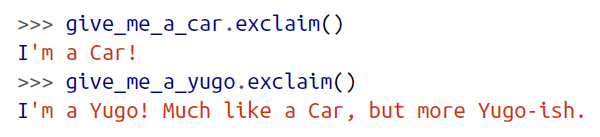 >>> give_me_a_car.exclaim()
I'm a Car!
>>> give_me_a_yugo.exclaim()
I'm a Yugo! Much like a Car, but more Yugo-ish.